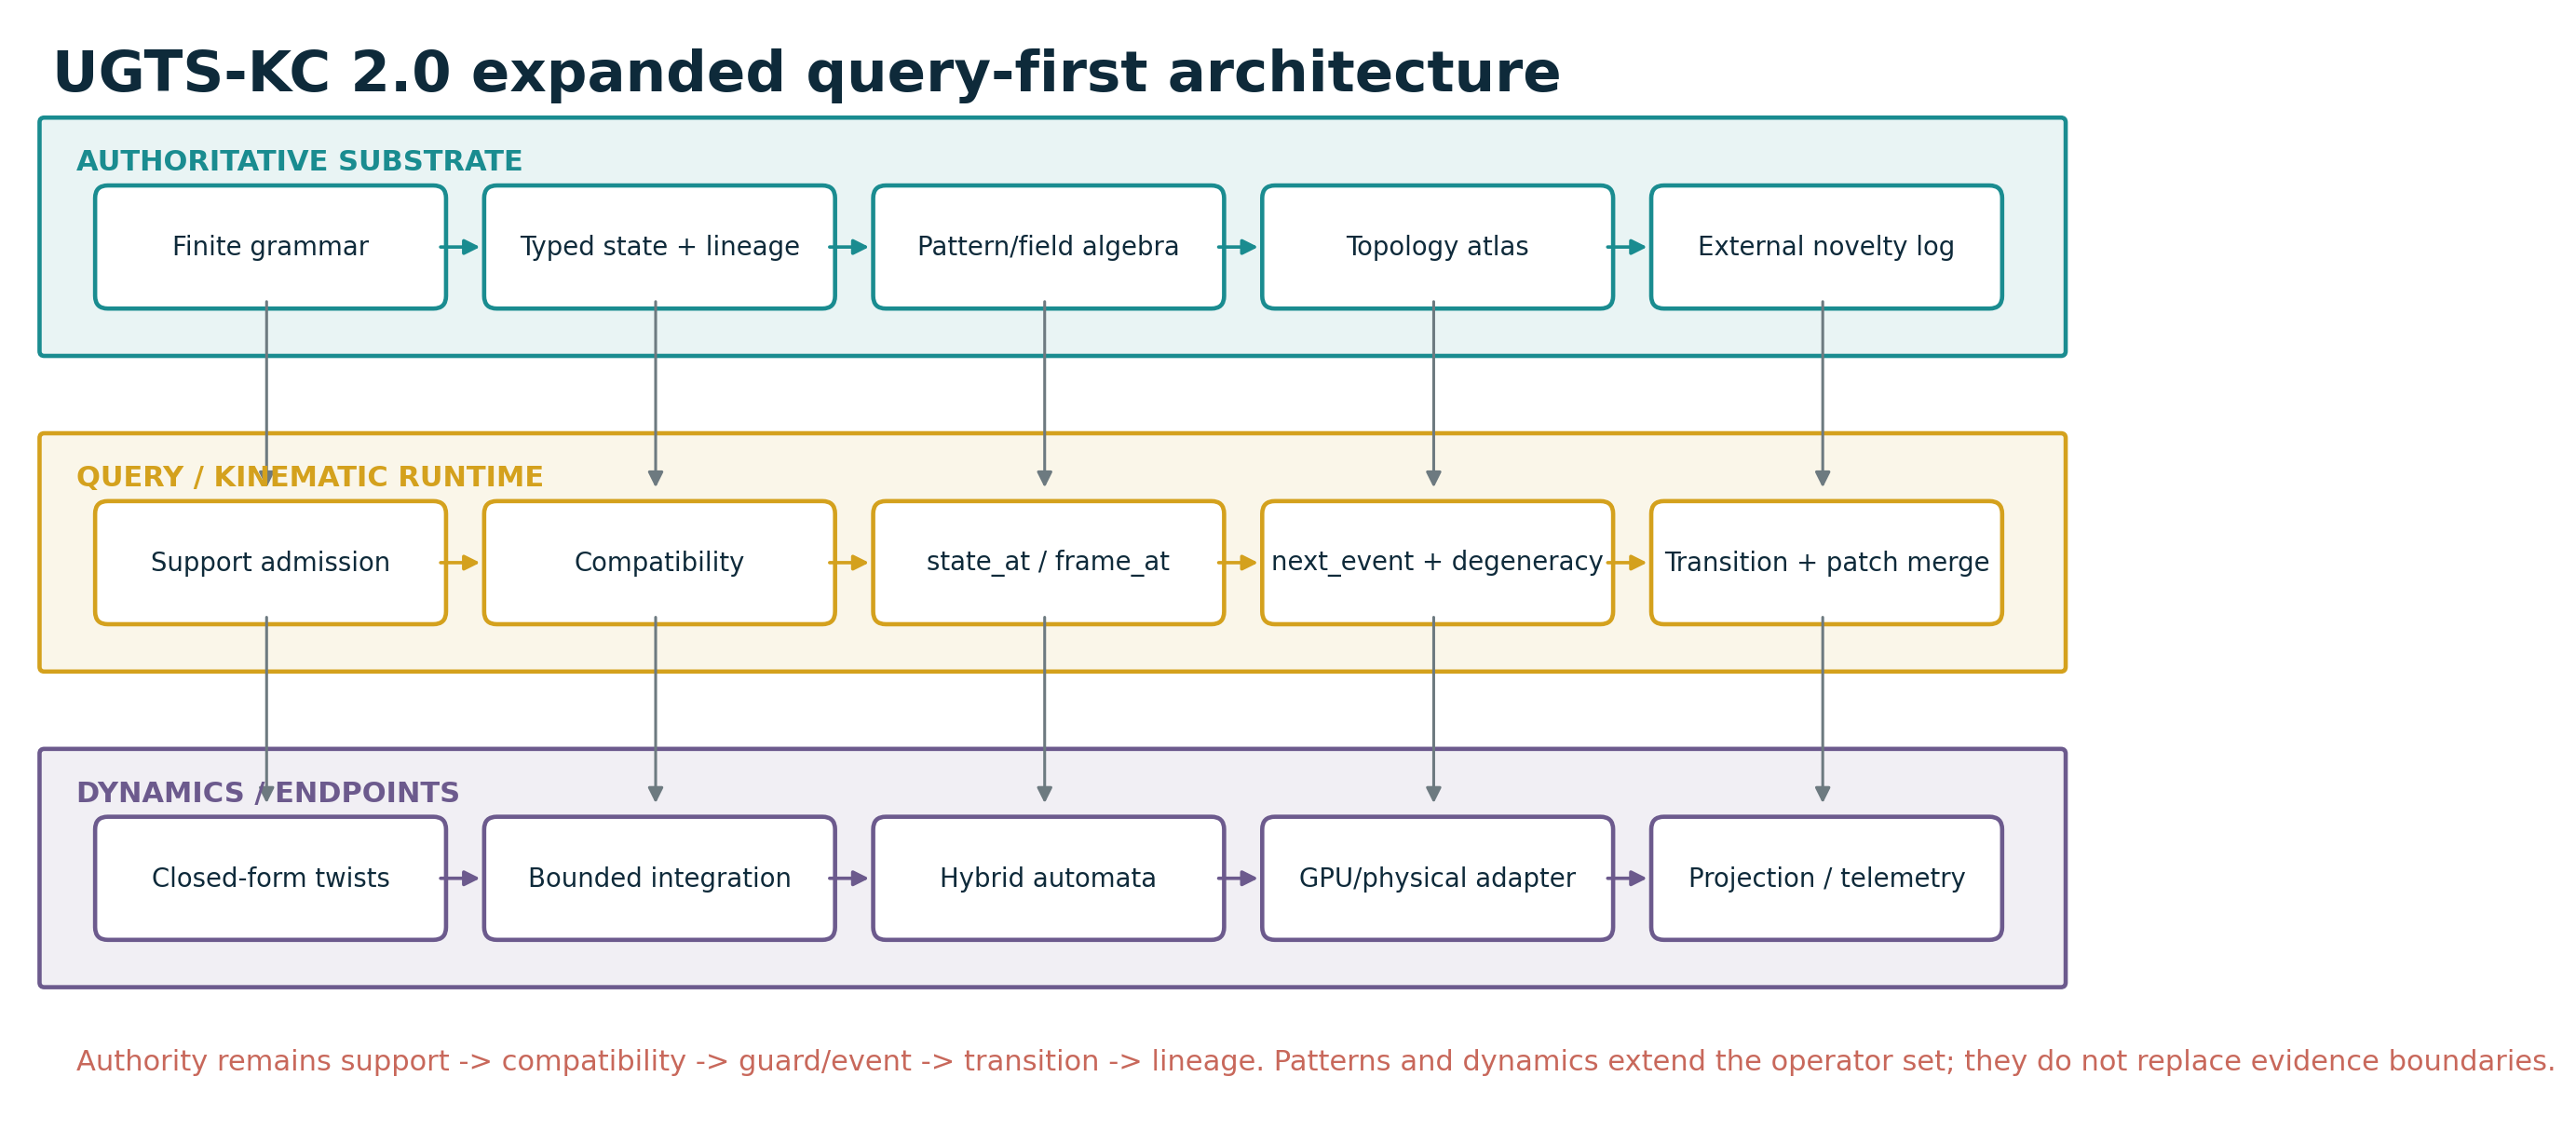 UGTS-KC 2.0 expanded query-first architecture
AUTHORITATIVE SUBSTRATE
Finite grammar
Typed state + lineage
Pattern/field algebra
Topology atlas
External novelty log
QUERY / KINEMATIC RUNTIME
Support admission
Compatibility
state_at / frame_at
next_event + degeneracy
Transition + patch merge
DYNAMICS / ENDPOINTS
Closed-form twists
Bounded integration
Hybrid automata
GPU/physical adapter
Projection / telemetry
Authority remains support -> compatibility -> guard/event -> transition -> lineage. Patterns and dynamics extend the operator set; they do not replace evidence boundaries.